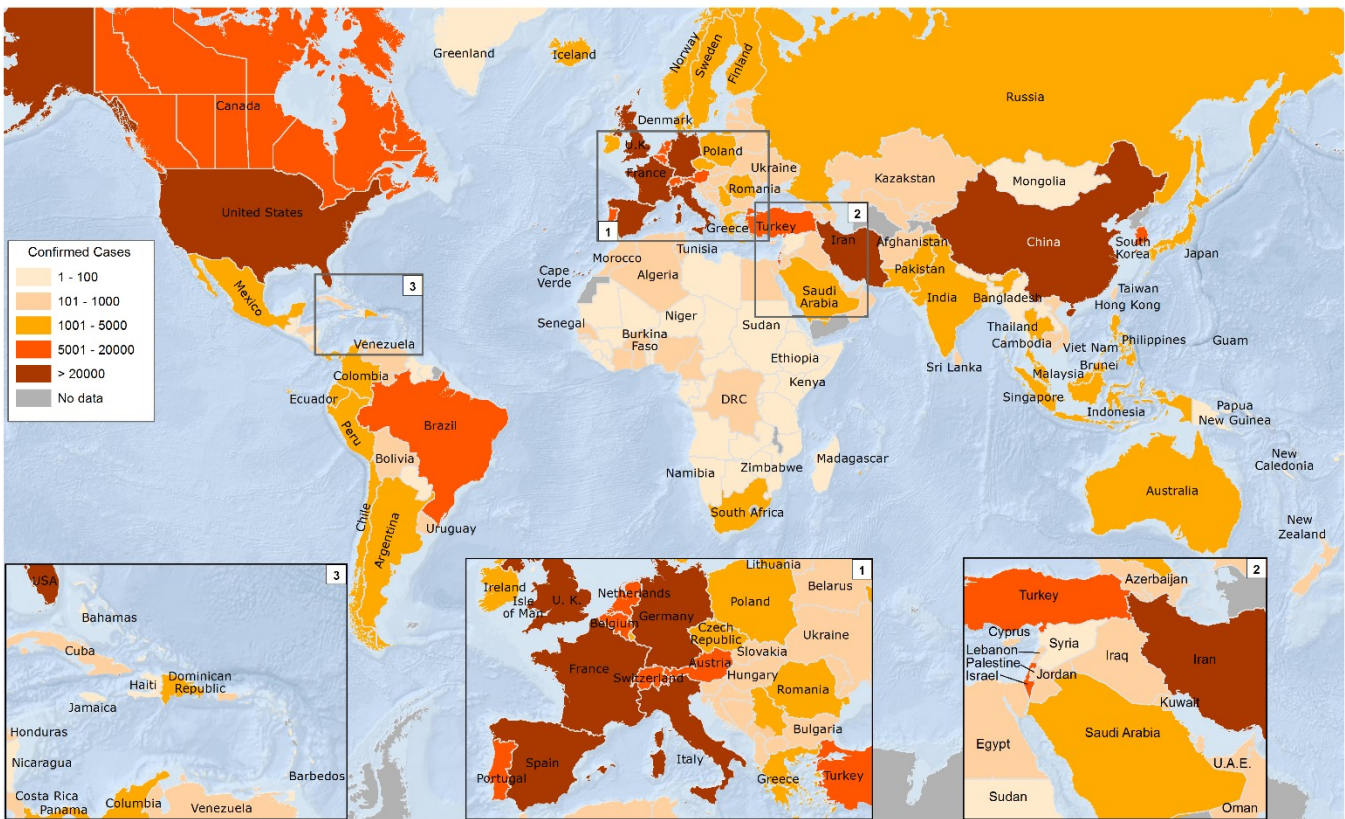 Greenland
Iceland
Norway
Sweden
Finland
Russia
Canada
Denmark
U.K.
Poland
Ukraine
France
Romania
Kazakstan
Mongolia
United States
1
Greece
Turkey
2
Iran
Afghanistan
China
South
Korea
Japan
Confirmed Cases
1 - 100
101 - 1000
1001 - 5000
5001 - 20000
> 20000
No data
Mexico
3
Tunisia
Morocco
Algeria
Cape
Verde
Saudi
Arabia
Pakistan
India
Bangladesh
Taiwan
Hong Kong
Senegal
Burkina
Faso
Niger
Sudan
Ethiopia
Kenya
Venezuela
Colombia
Ecuador
Thailand
Cambodia
Viet Nam
Philippines
Guam
Sri Lanka
Brunei
Malaysia
Singapore
Indonesia
Papua
New Guinea
Peru
Brazil
Bolivia
DRC
Namibia
Zimbabwe
Madagascar
South Africa
Australia
New
Caledonia
New
Zealand
Chile
Argentina
Uruguay
3
USA
Bahamas
Cuba
Haiti
Dominican
Republic
Jamaica
Honduras
Nicaragua
Costa Rica
Panama
Columbia
Venezuela
Barbedos
1
Ireland
Isle
of Man
U. K.
Netherlands
Lithuania
Belarus
Belgium
Germany
Poland
Czech
Republic
Ukraine
Slovakia
France
Austria
Switzerland
Hungary
Romania
Bulgaria
Portugal
Spain
Italy
Greece
Turkey
2
Turkey
Azerbaijan
Cyprus
Lebanon
Palestine
Israel
Syria
Iraq
Iran
Jordan
Kuwait
Saudi Arabia
Egypt
U.A.E.
Sudan
Oman